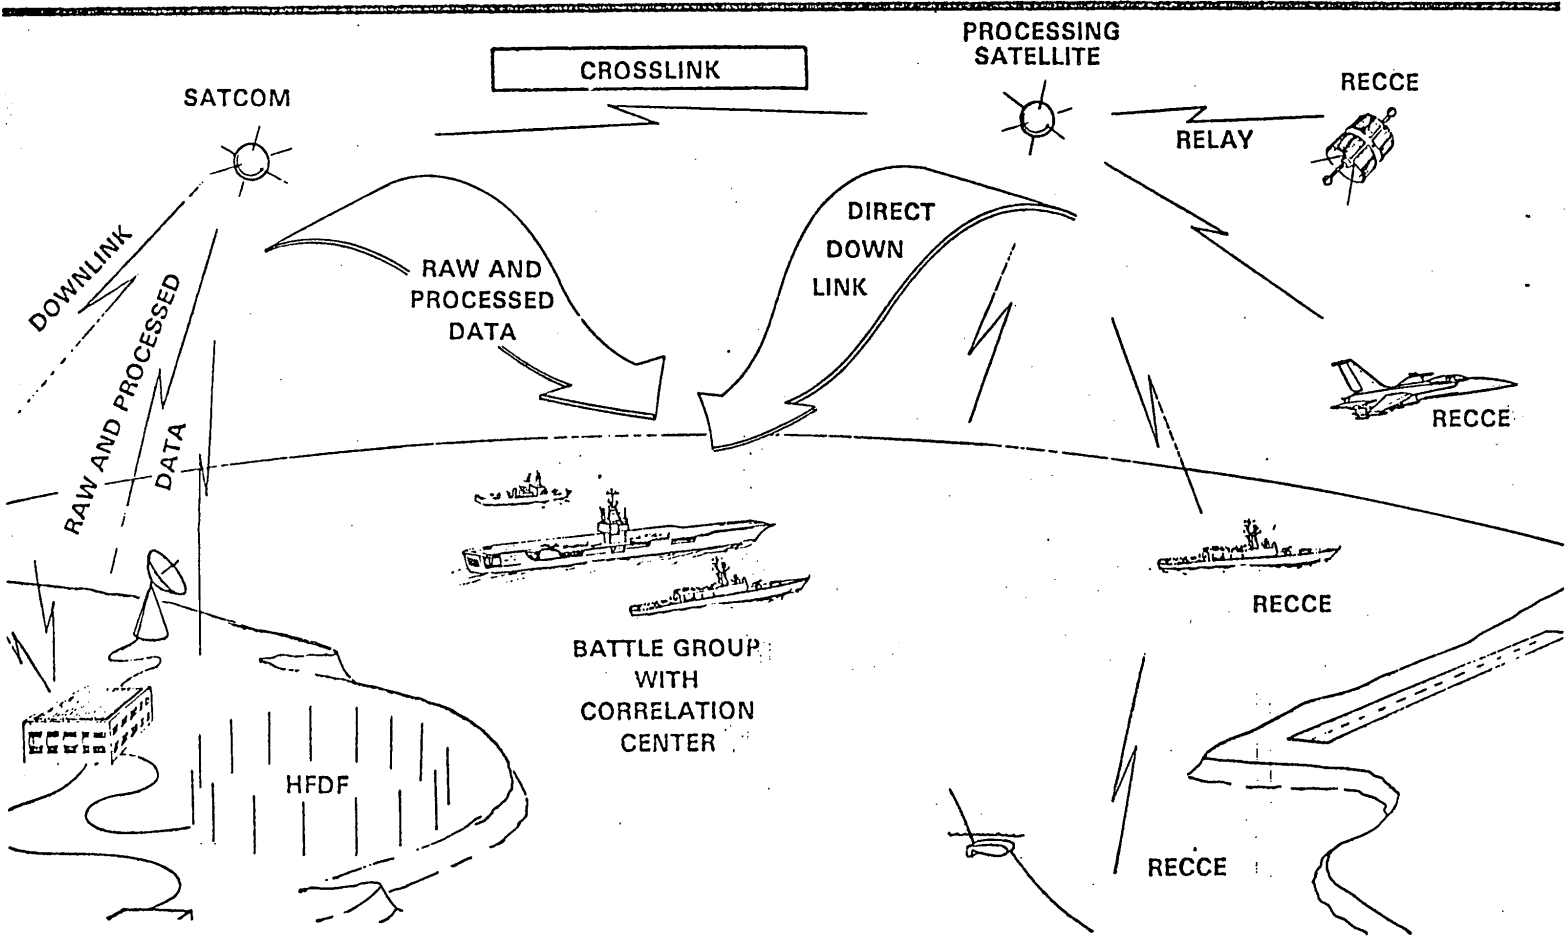 PROCESSING
SATELLITE
CROSSLINK
RECCE
SATCOM
RELAY
DOWNLINK
DIRECT
DOWN
LINK
RAW AND
PROCESSED
DATA
RAW AND PROCESSED
DATA
RECCE
RECCE
BATTLE GROUP
WITH
CORRELATION
CENTER
HFDF
RECCE